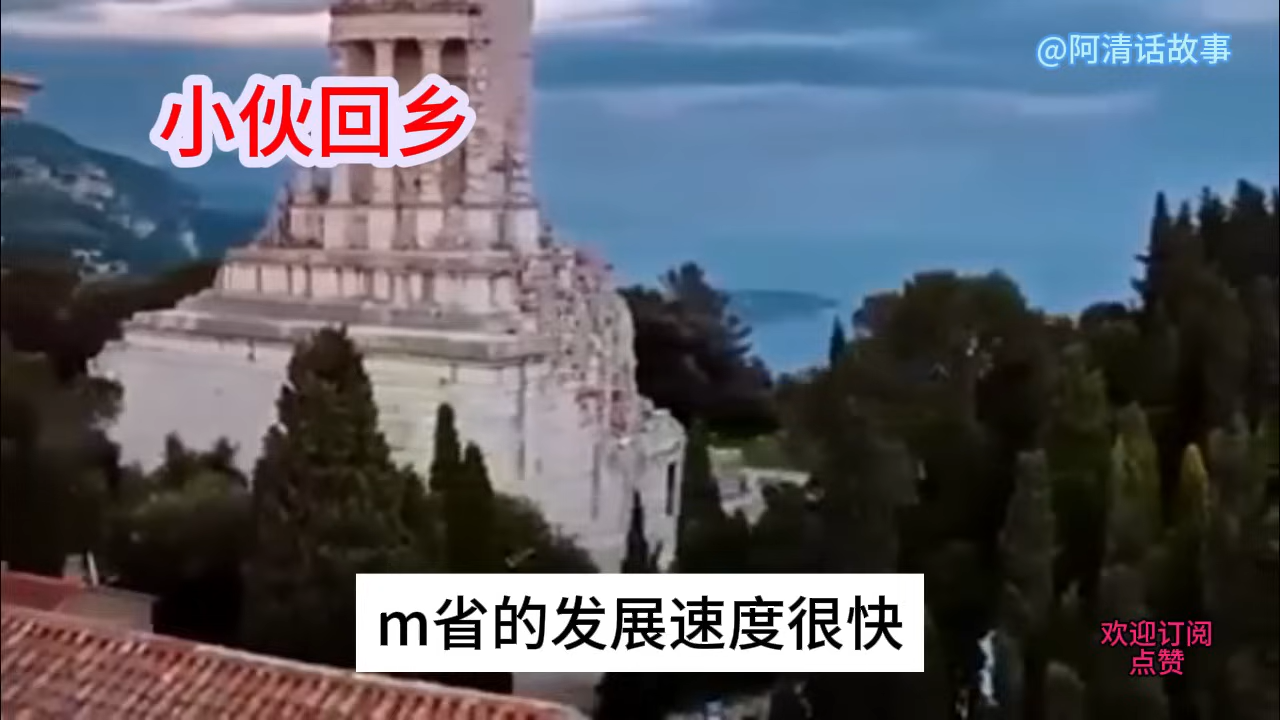 @阿清话故事
小伙回乡
m省的发展速度很快
欢迎订阅
点赞